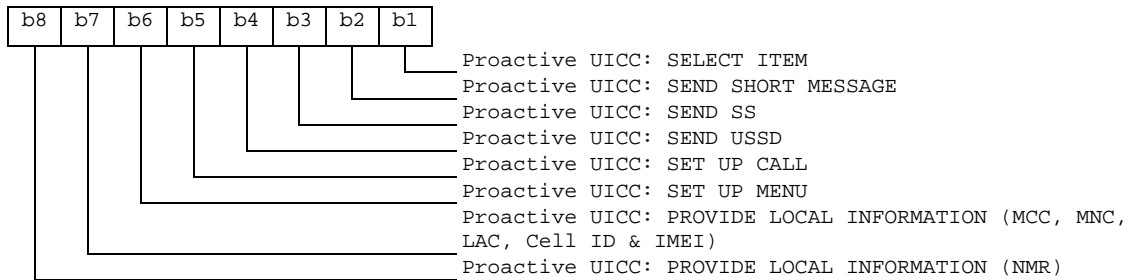 b8 b7 b6 b5 b4 b3 b2 b1
Proactive UICC: SELECT ITEM
Proactive UICC: SEND SHORT MESSAGE
Proactive UICC: SEND SS
Proactive UICC: SEND USSD
Proactive UICC: SET UP CALL
Proactive UICC: SET UP MENU
Proactive UICC: PROVIDE LOCAL INFORMATION (MCC, MNC,
LAC, Cell ID & IMEI)
Proactive UICC: PROVIDE LOCAL INFORMATION (NMR)